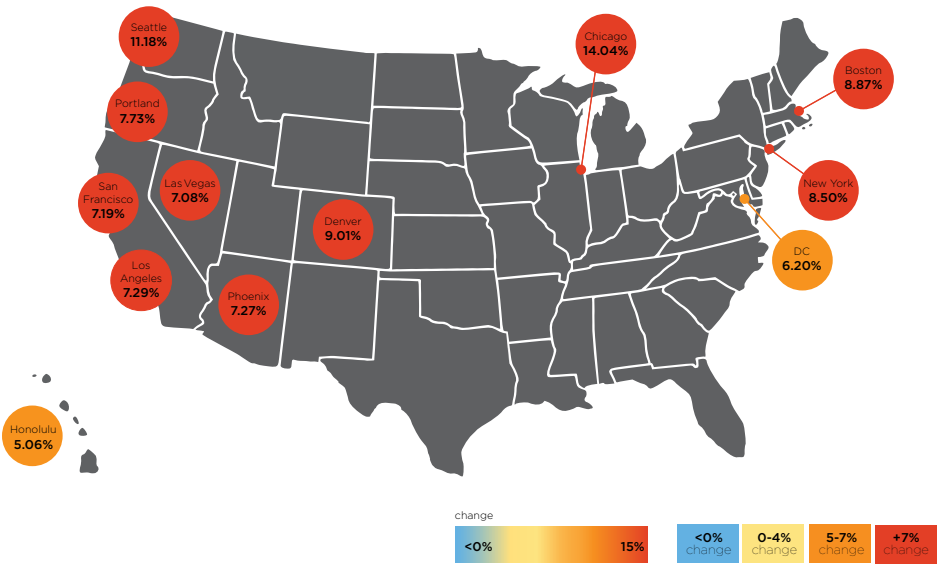 Seattle
11.18%
Chicago
14.04%
Boston
8.87%
Portland
7.73%
San
Francisco
7.19%
Las Vegas
7.08%
New York
8.50%
Denver
9.01%
DC
6.20%
Los
Angeles
7.29%
Phoenix
7.27%
Honolulu
5.06%
change
<0%
15%
<0%
change
0-4%
change
5-7%
change
+7%
change